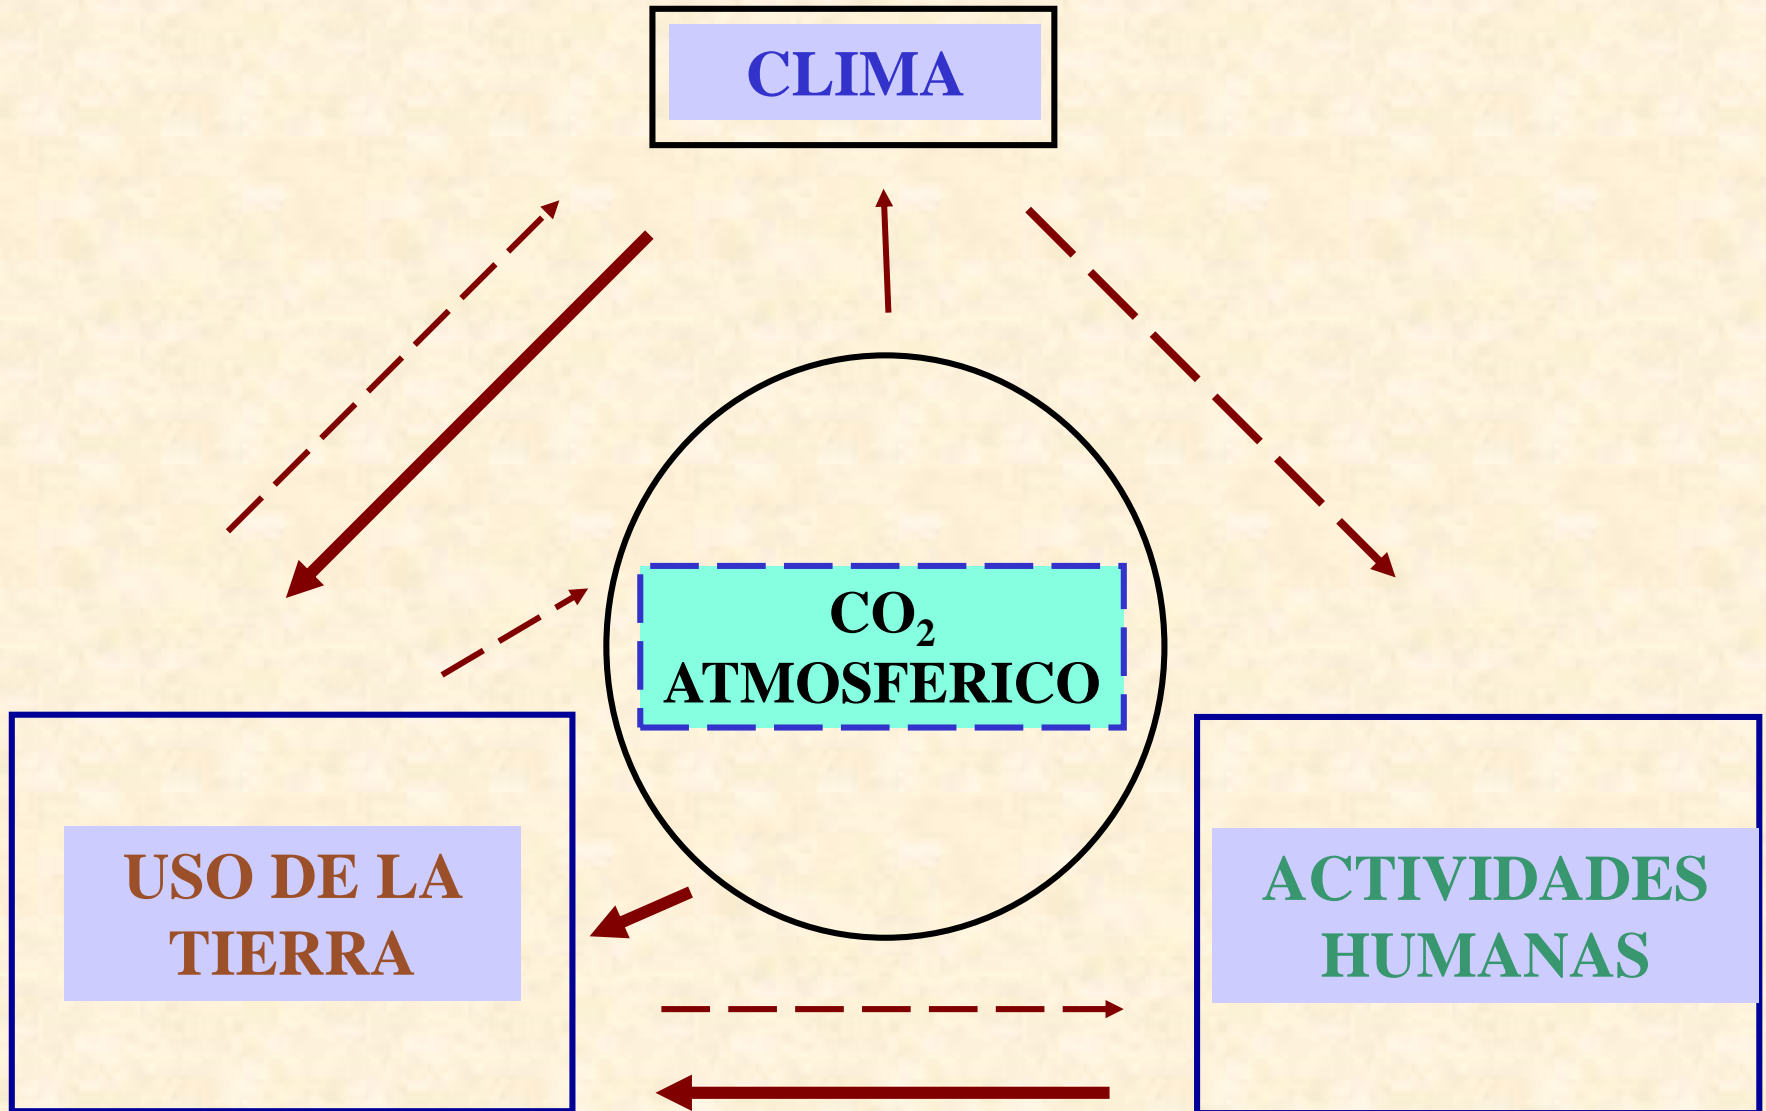 CLIMA
CO₂
ATMOSFERICO
USO DE LA
TIERRA
ACTIVIDADES
HUMANAS